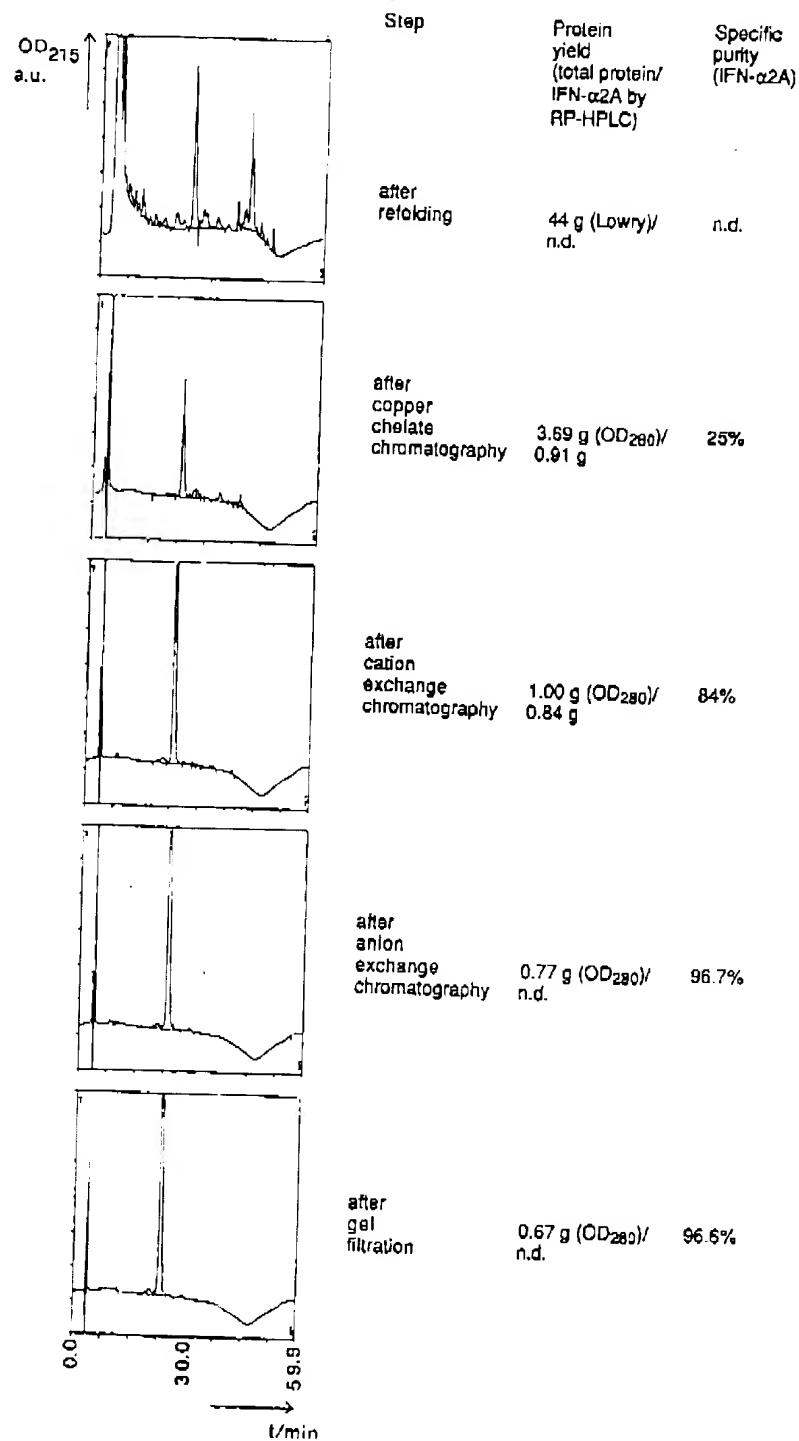 OD215
a.u.
Step
Protein
yield
(total protein/
IFN-α2A by
RP-HPLC)
Specific
purity
(IFN-α2A)
after
refolding
44 g (Lowry)/
n.d.
n.d.
after
copper
chelate
chromatography
3.69 g (OD280)/
0.91 g
25%
after
cation
exchange
chromatography
1.00 g (OD280)/
0.84 g
84%
after
anion
exchange
chromatography
0.77 g (OD280)/
n.d.
96.7%
after
gel
filtration
0.67 g (OD280)/
n.d.
96.6%
0.0
30.0
59.9
t/min